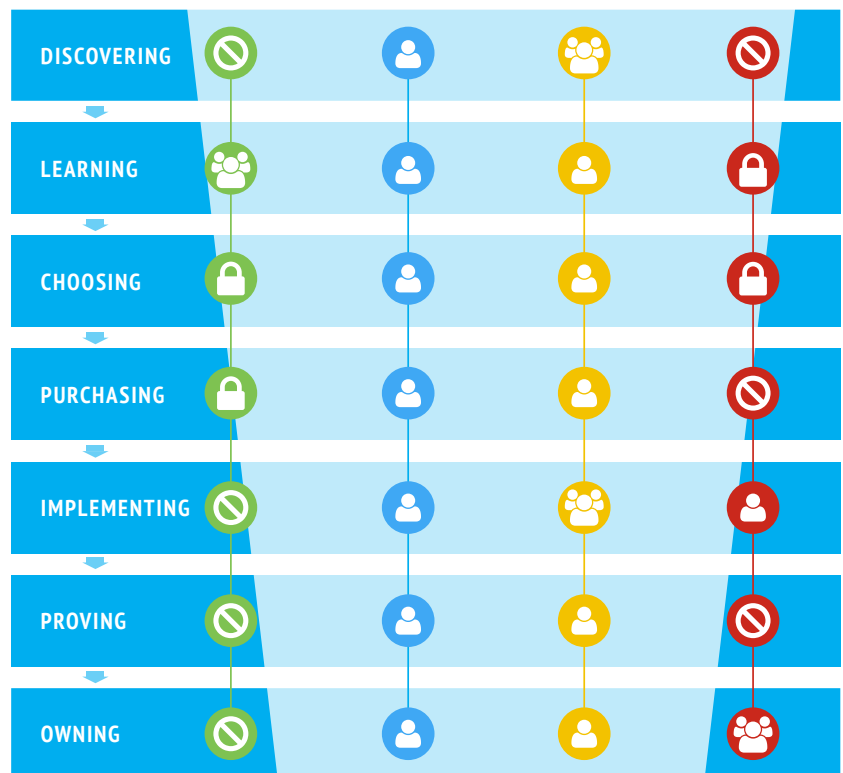 DISCOVERING
LEARNING
CHOOSING
PURCHASING
IMPLEMENTING
PROVING
OWNING